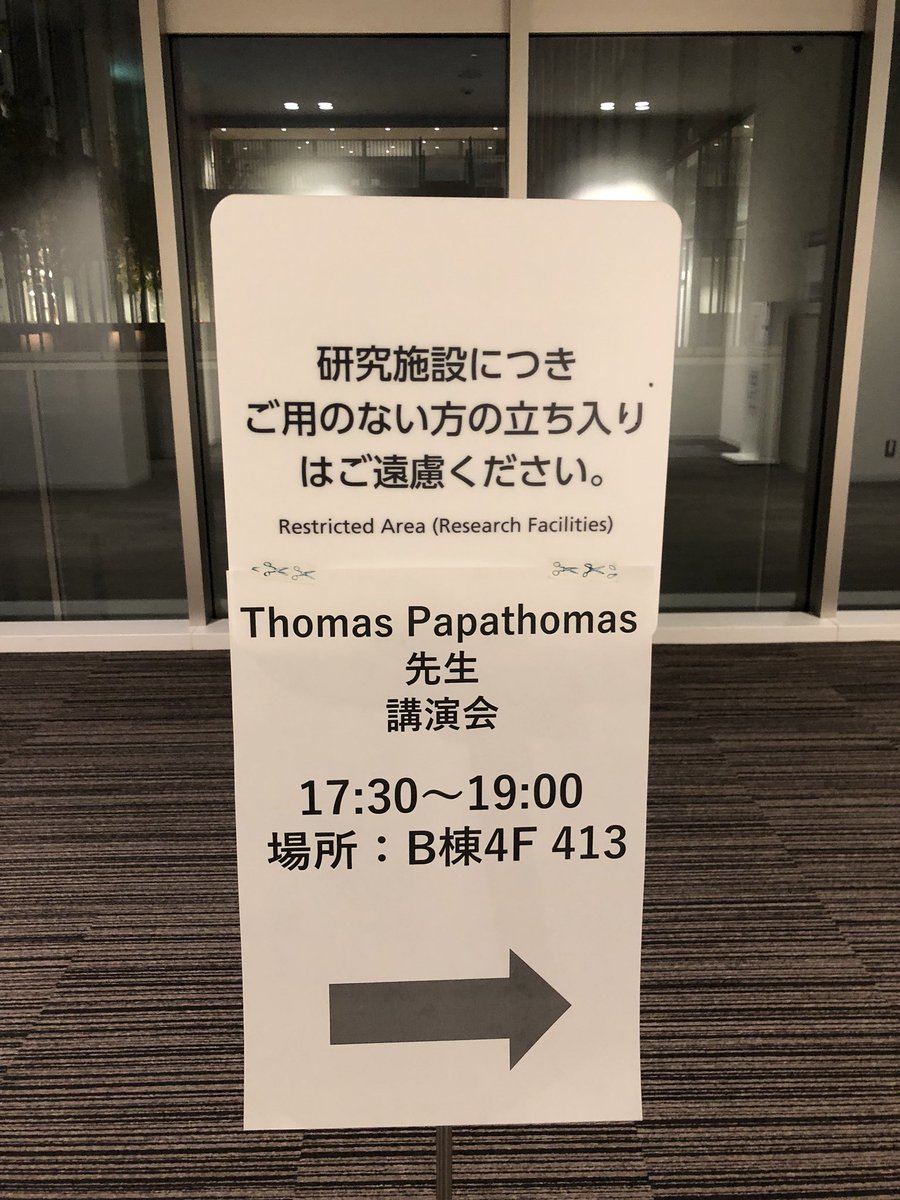 研究施設につき
ご用のない方の立ち入り
はご遠慮ください。
Restricted Area (Research Facilities)
Thomas Papathomas
先生
講演会
17:30～19:00
場所：B棟4F 413